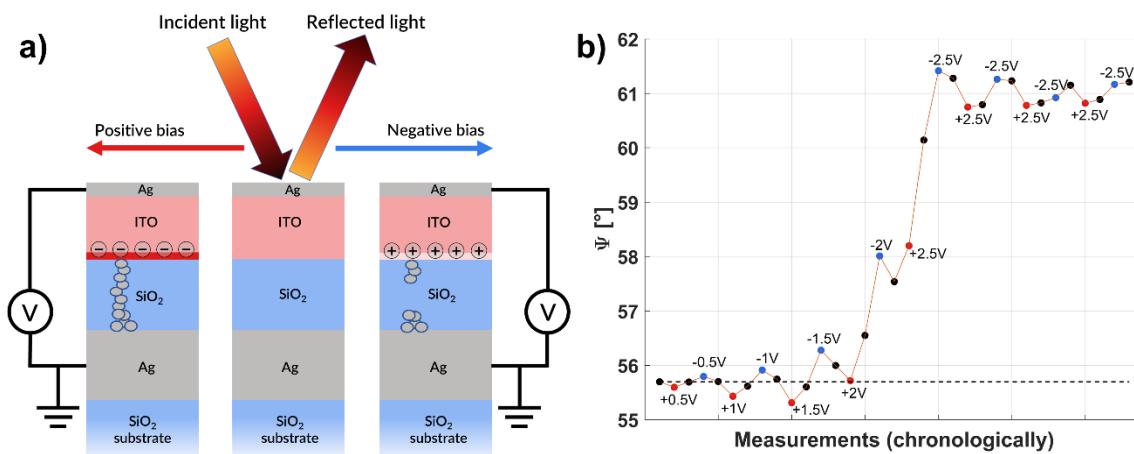 a)
Incident light
Reflected light
Positive bias
Negative bias
Ag
Ag
Ag
ITO
ITO
ITO
− − − − −
+ + + + +
SiO2
SiO2
SiO2
V
V
Ag
Ag
Ag
SiO2
substrate
SiO2
substrate
SiO2
substrate
b)
62
61
60
59
58
57
56
55
Ψ [°]
+0.5V
-0.5V
+1V
-1V
+1.5V
-1.5V
+2V
-2V
+2.5V
-2.5V
+2.5V
-2.5V
+2.5V
-2.5V
+2.5V
-2.5V
Measurements (chronologically)